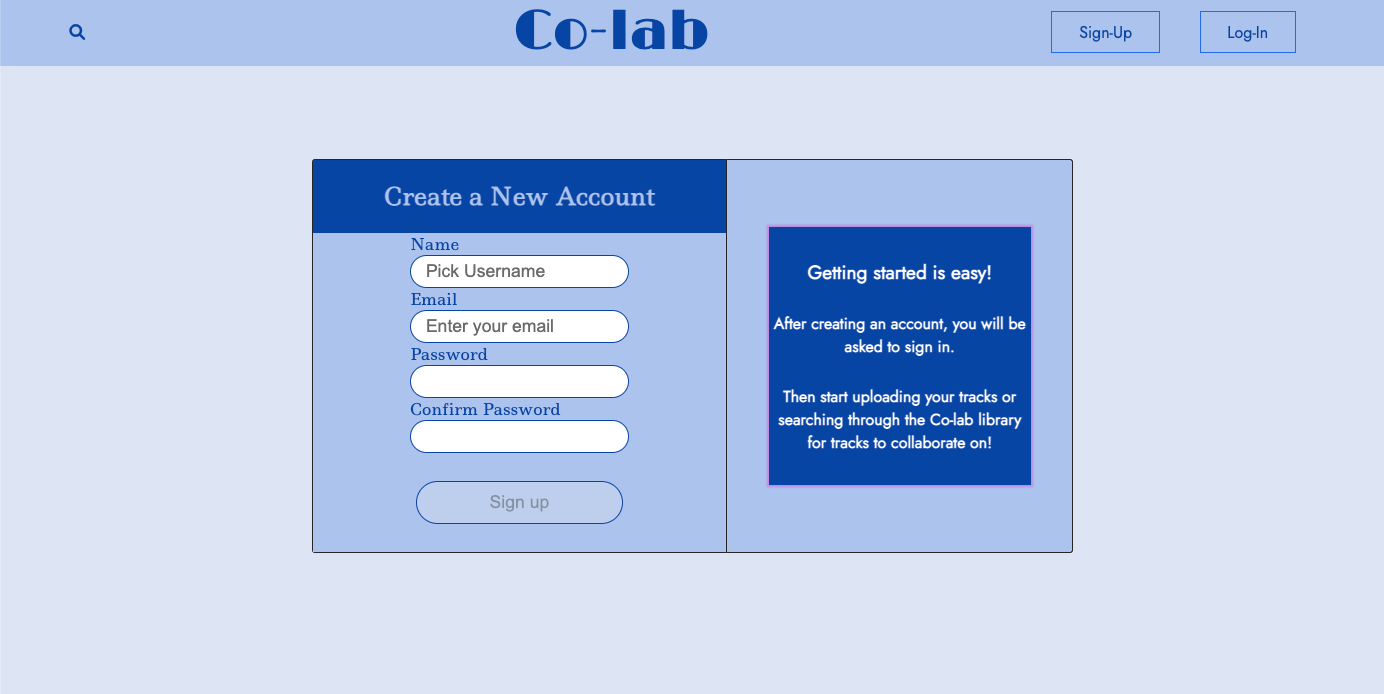 Co-lab
Sign-Up
Log-In
Create a New Account
Name
Pick Username
Email
Enter your email
Password
Confirm Password
Sign up
Getting started is easy!
After creating an account, you will be
asked to sign in.
Then start uploading your tracks or
searching through the Co-lab library
for tracks to collaborate on!